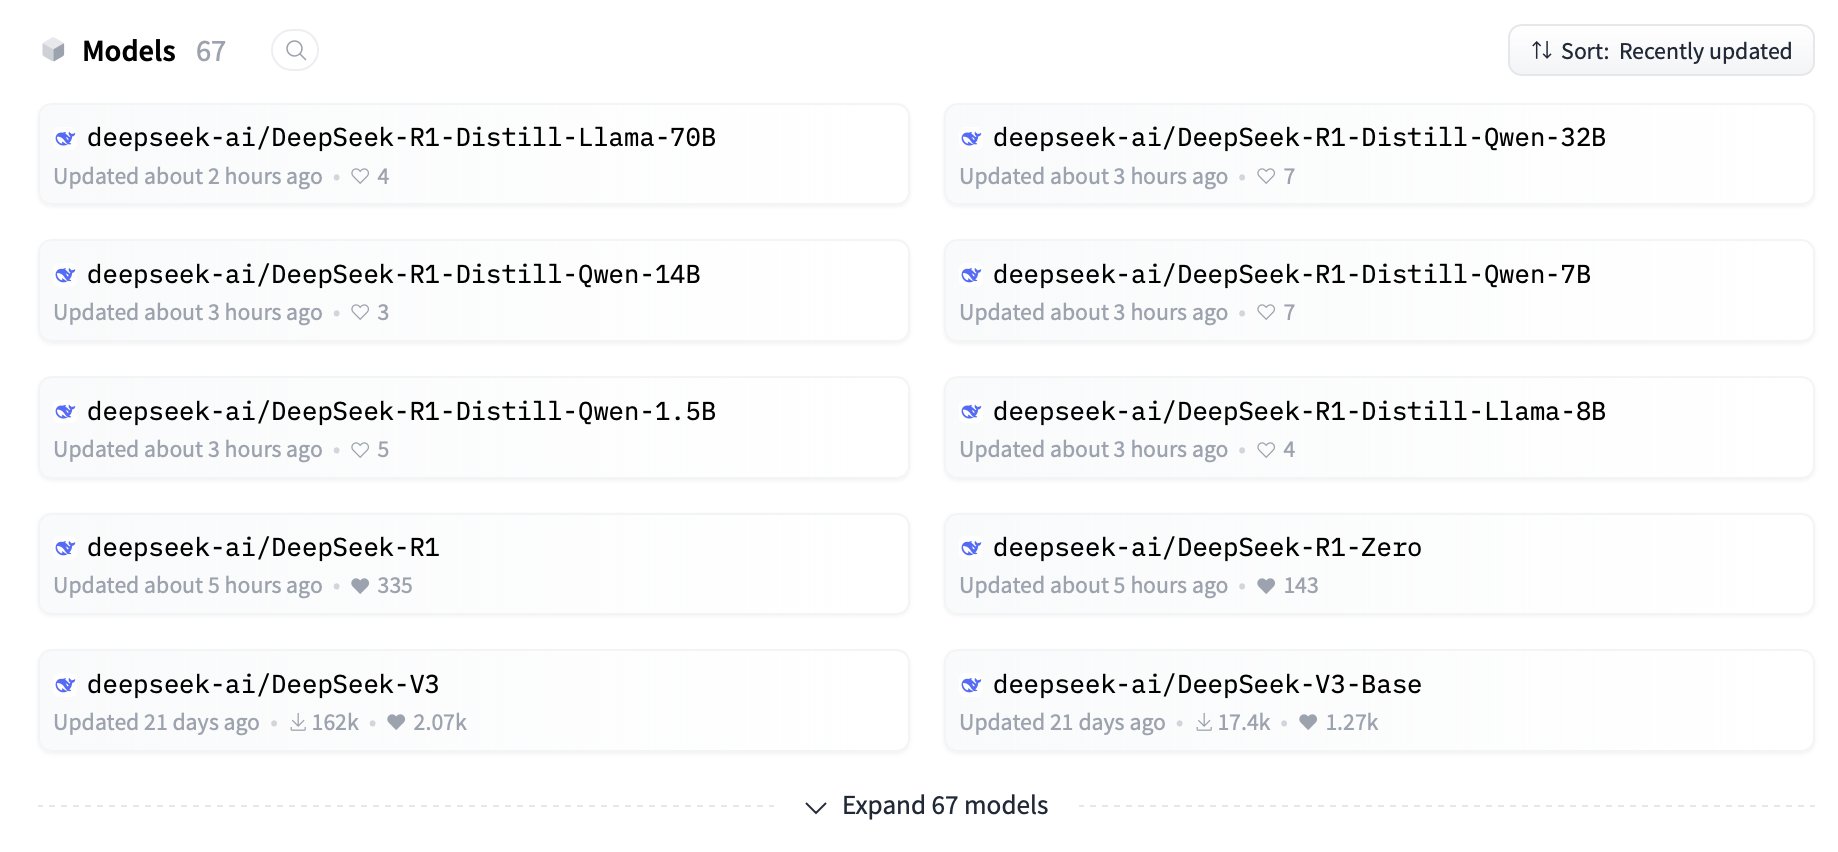 Models 67
Sort: Recently updated
deepseek-ai/DeepSeek-R1-Distill-Llama-70B
Updated about 2 hours ago • 4
deepseek-ai/DeepSeek-R1-Distill-Qwen-32B
Updated about 3 hours ago • 7
deepseek-ai/DeepSeek-R1-Distill-Qwen-14B
Updated about 3 hours ago • 3
deepseek-ai/DeepSeek-R1-Distill-Qwen-7B
Updated about 3 hours ago • 7
deepseek-ai/DeepSeek-R1-Distill-Qwen-1.5B
Updated about 3 hours ago • 5
deepseek-ai/DeepSeek-R1-Distill-Llama-8B
Updated about 3 hours ago • 4
deepseek-ai/DeepSeek-R1
Updated about 5 hours ago • 335
deepseek-ai/DeepSeek-R1-Zero
Updated about 5 hours ago • 143
deepseek-ai/DeepSeek-V3
Updated 21 days ago • 162k • 2.07k
deepseek-ai/DeepSeek-V3-Base
Updated 21 days ago • 17.4k • 1.27k
Expand 67 models